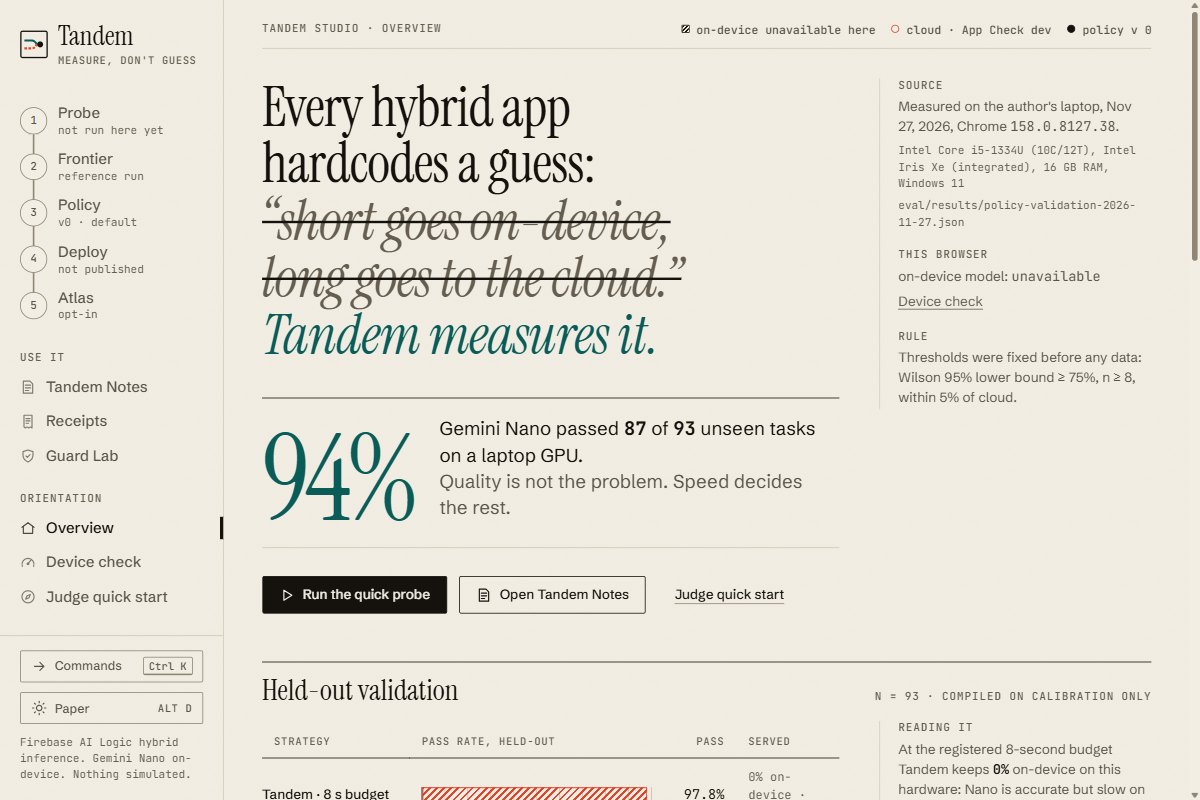 Tandem
MEASURE, DON'T GUESS
1
Probe
not run here yet
2
Frontier
reference run
3
Policy
v0 · default
4
Deploy
not published
5
Atlas
opt-in
USE IT
Tandem Notes
Receipts
Guard Lab
ORIENTATION
Overview
Device check
Judge quick start
Commands
Ctrl K
Paper
ALT D
Firebase AI Logic hybrid
inference. Gemini Nano on-
device. Nothing simulated.
TANDEM STUDIO · OVERVIEW
on-device unavailable here
cloud · App Check dev
policy v 0
Every hybrid app
hardcodes a guess:
“short goes on-device,
long goes to the cloud.”
Tandem measures it.
94%
Gemini Nano passed 87 of 93 unseen tasks
on a laptop GPU.
Quality is not the problem. Speed decides
the rest.
Run the quick probe
Open Tandem Notes
Judge quick start
SOURCE
Measured on the author's laptop, Nov
27, 2026, Chrome 158.0.8127.38.
Intel Core i5-1334U (10C/12T), Intel
Iris Xe (integrated), 16 GB RAM,
Windows 11
eval/results/policy-validation-2026-
11-27.json
THIS BROWSER
on-device model: unavailable
Device check
RULE
Thresholds were fixed before any data:
Wilson 95% lower bound ≥ 75%, n ≥ 8,
within 5% of cloud.
Held-out validation
N = 93 · COMPILED ON CALIBRATION ONLY
STRATEGY
PASS RATE, HELD-OUT
PASS
SERVED
Tandem · 8 s budget
97.8%
0% on-
device ·
READING IT
At the registered 8-second budget
Tandem keeps 0% on-device on this
hardware: Nano is accurate but slow on